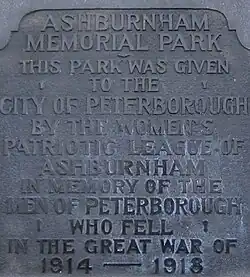 ASHBURNHAM
MEMORIAL PARK
THIS PARK WAS GIVEN
TO THE
CITY OF PETERBOROUGH
BY THE WOMEN'S
PATRIOTIC LEAGUE OF
ASHBURNHAM
IN MEMORY OF THE
MEN OF PETERBOROUGH
WHO FELL
IN THE GREAT WAR OF
1914 — 1918